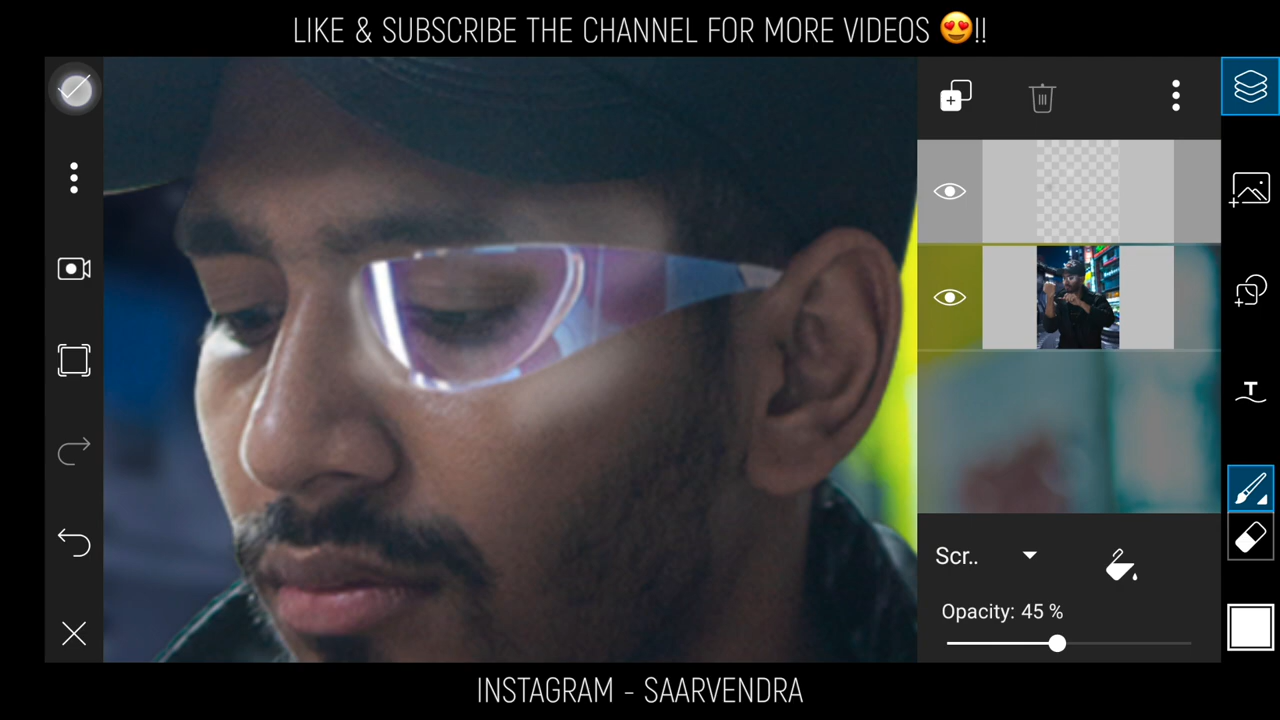 LIKE & SUBSCRIBE THE CHANNEL FOR MORE VIDEOS 😍!!
T
Scr..
Opacity: 45 %
INSTAGRAM - SAARVENDRA